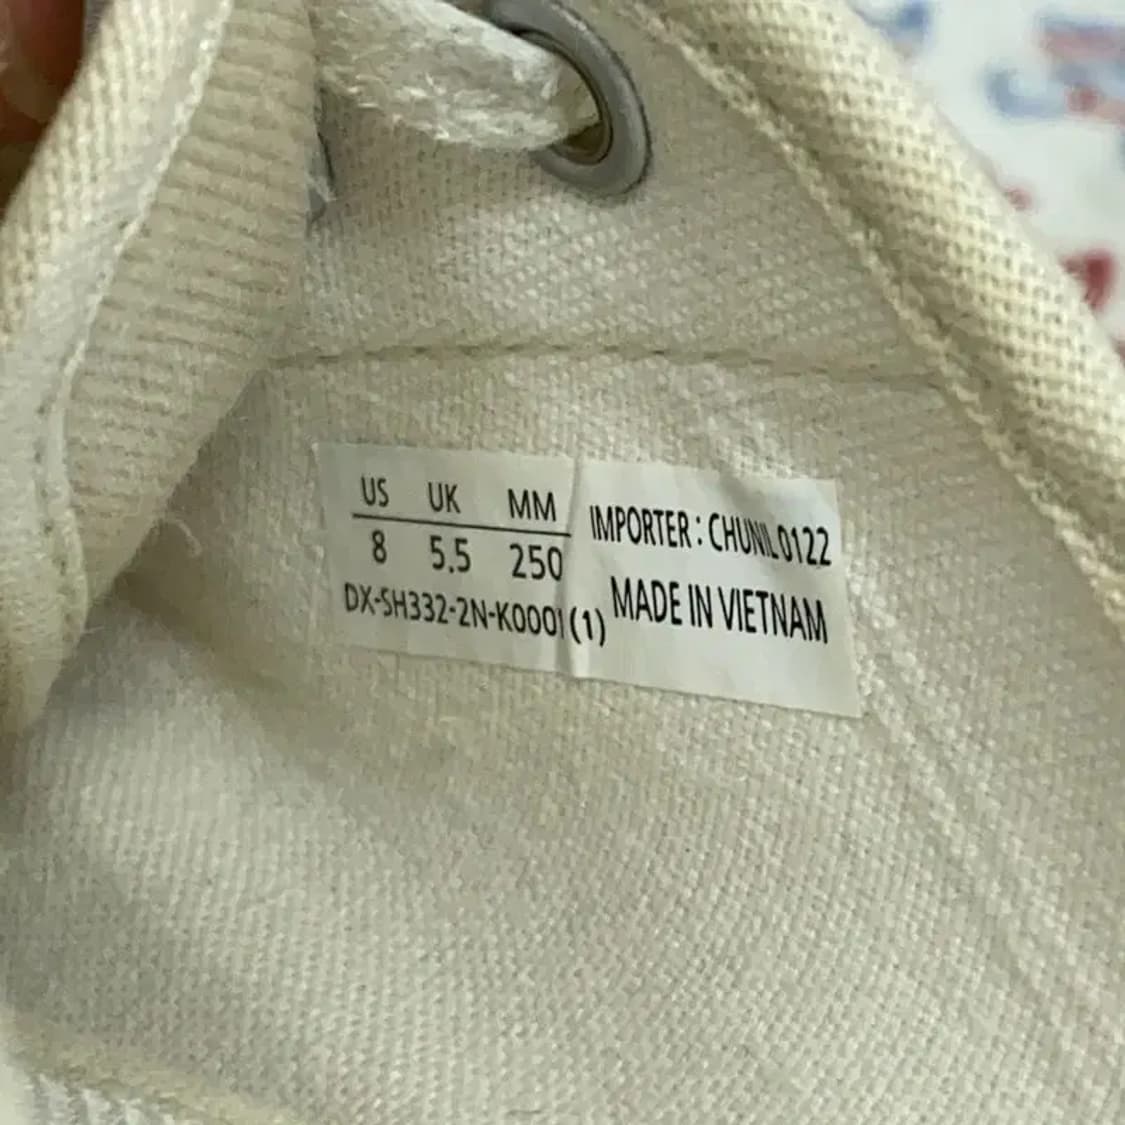 US UK MM
8 5.5 250
DX-SH332-2N-K0001(1)
IMPORTER : CHUNIL 0122
MADE IN VIETNAM